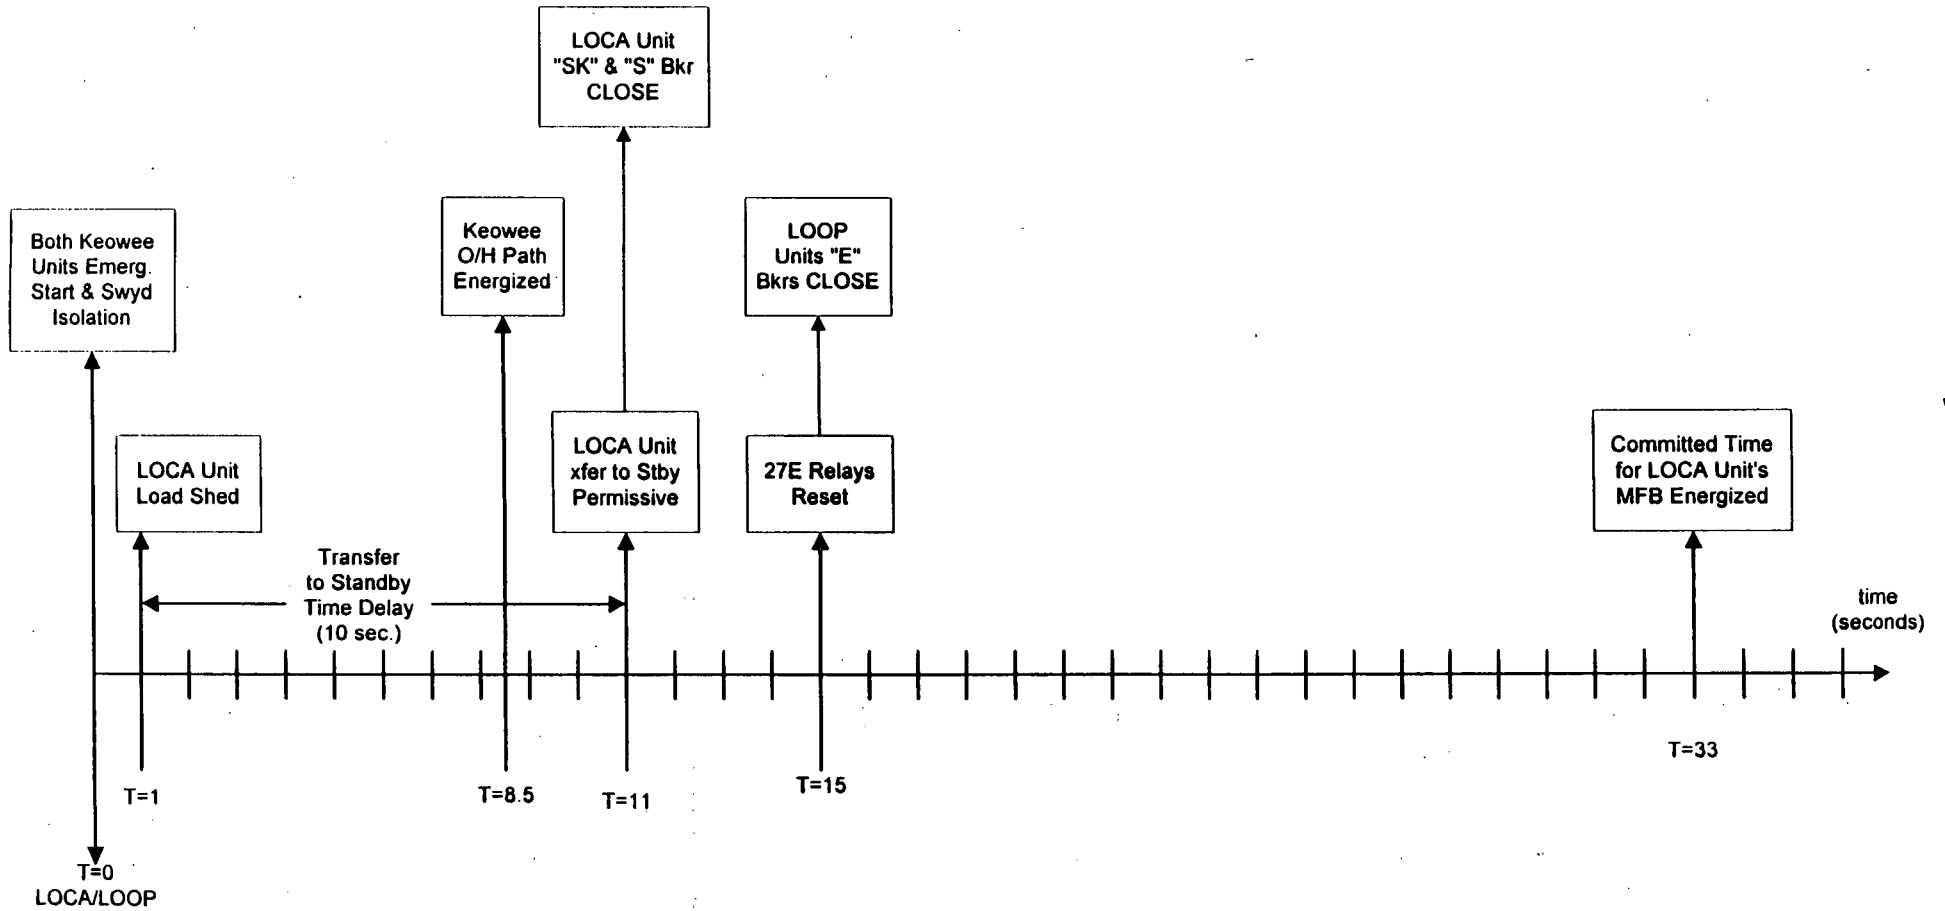 LOCA Unit
"SK" & "S" Bkr
CLOSE
Both Keowee
Units Emerg.
Start & Swyd
Isolation
Keowee
O/H Path
Energized
LOOP
Units "E"
Bkrs CLOSE
LOCA Unit
Load Shed
LOCA Unit
xfer to Stby
Permissive
27E Relays
Reset
Committed Time
for LOCA Unit's
MFB Energized
Transfer
to Standby
Time Delay
(10 sec.)
time
(seconds)
T=1
T=8.5
T=11
T=15
T=33
T=0
LOCA/LOOP